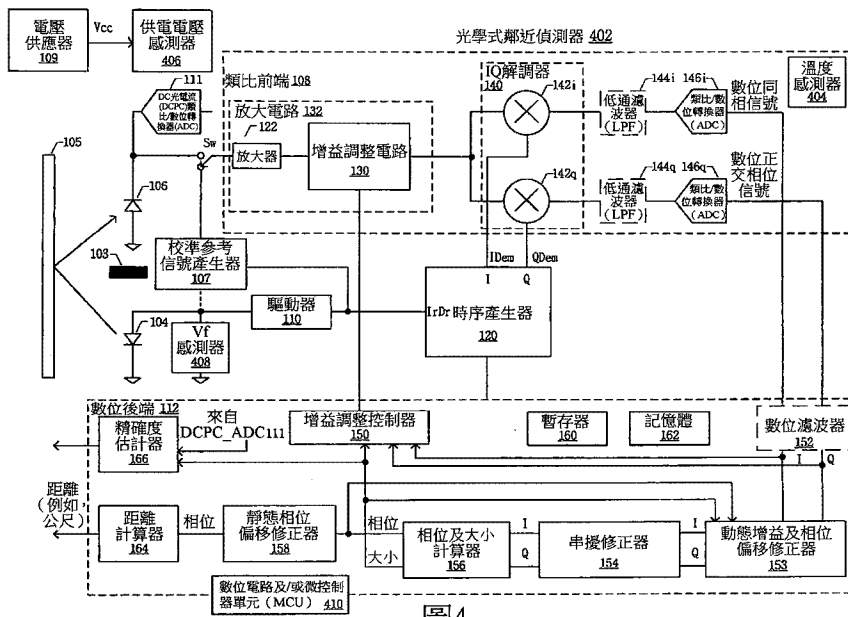 電壓
供應器
109
Vcc
供電電壓
感測器
406
光學式鄰近偵測器 402
111
DC光電流
(DCPC)類
比/數位轉
換器(ADC)
類比前端 108
放大電路 132
122
放大器
增益調整電路
130
Sw
IQ解調器
140
142i
142q
144i
低通濾
波器
(LPF)
146i
類比/數
位轉換器
(ADC)
數位同
相信號
溫度
感測器
404
144q
低通濾
波器
(LPF)
146q
類比/數
位轉換器
(ADC)
數位正
交相位
信號
105
106
103
校準參考
信號產生器
107
104
驅動器
110
Vf
感測器
408
IDem
QDem
I
Q
IrDr
時序產生器
120
數位後端 112
精確度
估計器
166
來自
DCPC_ADC111
增益調整控制器
150
暫存器
160
記憶體
162
數位濾波器
152
I
Q
距離
(例如,
公尺)
距離
計算器
164
相位
靜態相位
偏移修正器
158
相位
大小
相位及大小
計算器
156
I
Q
串擾修正器
154
I
Q
動態增益及相位
偏移修正器
153
數位電路及/或微控制
器單元（MCU） 410
圖4